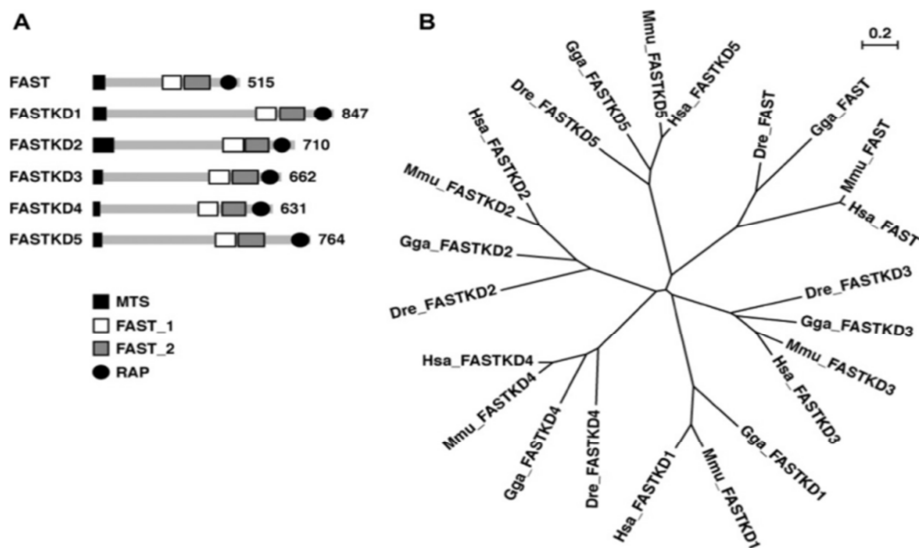 A
FAST 515
FASTKD1 847
FASTKD2 710
FASTKD3 662
FASTKD4 631
FASTKD5 764
MTS
FAST_1
FAST_2
RAP
B
0.2
Hsa_FASTKD2
Mmu_FASTKD2
Gga_FASTKD2
Dre_FASTKD2
Dre_FASTKD5
Gga_FASTKD5
Mmu_FASTKD5
Hsa_FASTKD5
Dre_FAST
Gga_FAST
Mmu_FAST
Hsa_FAST
Dre_FASTKD3
Gga_FASTKD3
Mmu_FASTKD3
Hsa_FASTKD3
Gga_FASTKD1
Mmu_FASTKD1
Hsa_FASTKD1
Dre_FASTKD4
Gga_FASTKD4
Mmu_FASTKD4
Hsa_FASTKD4